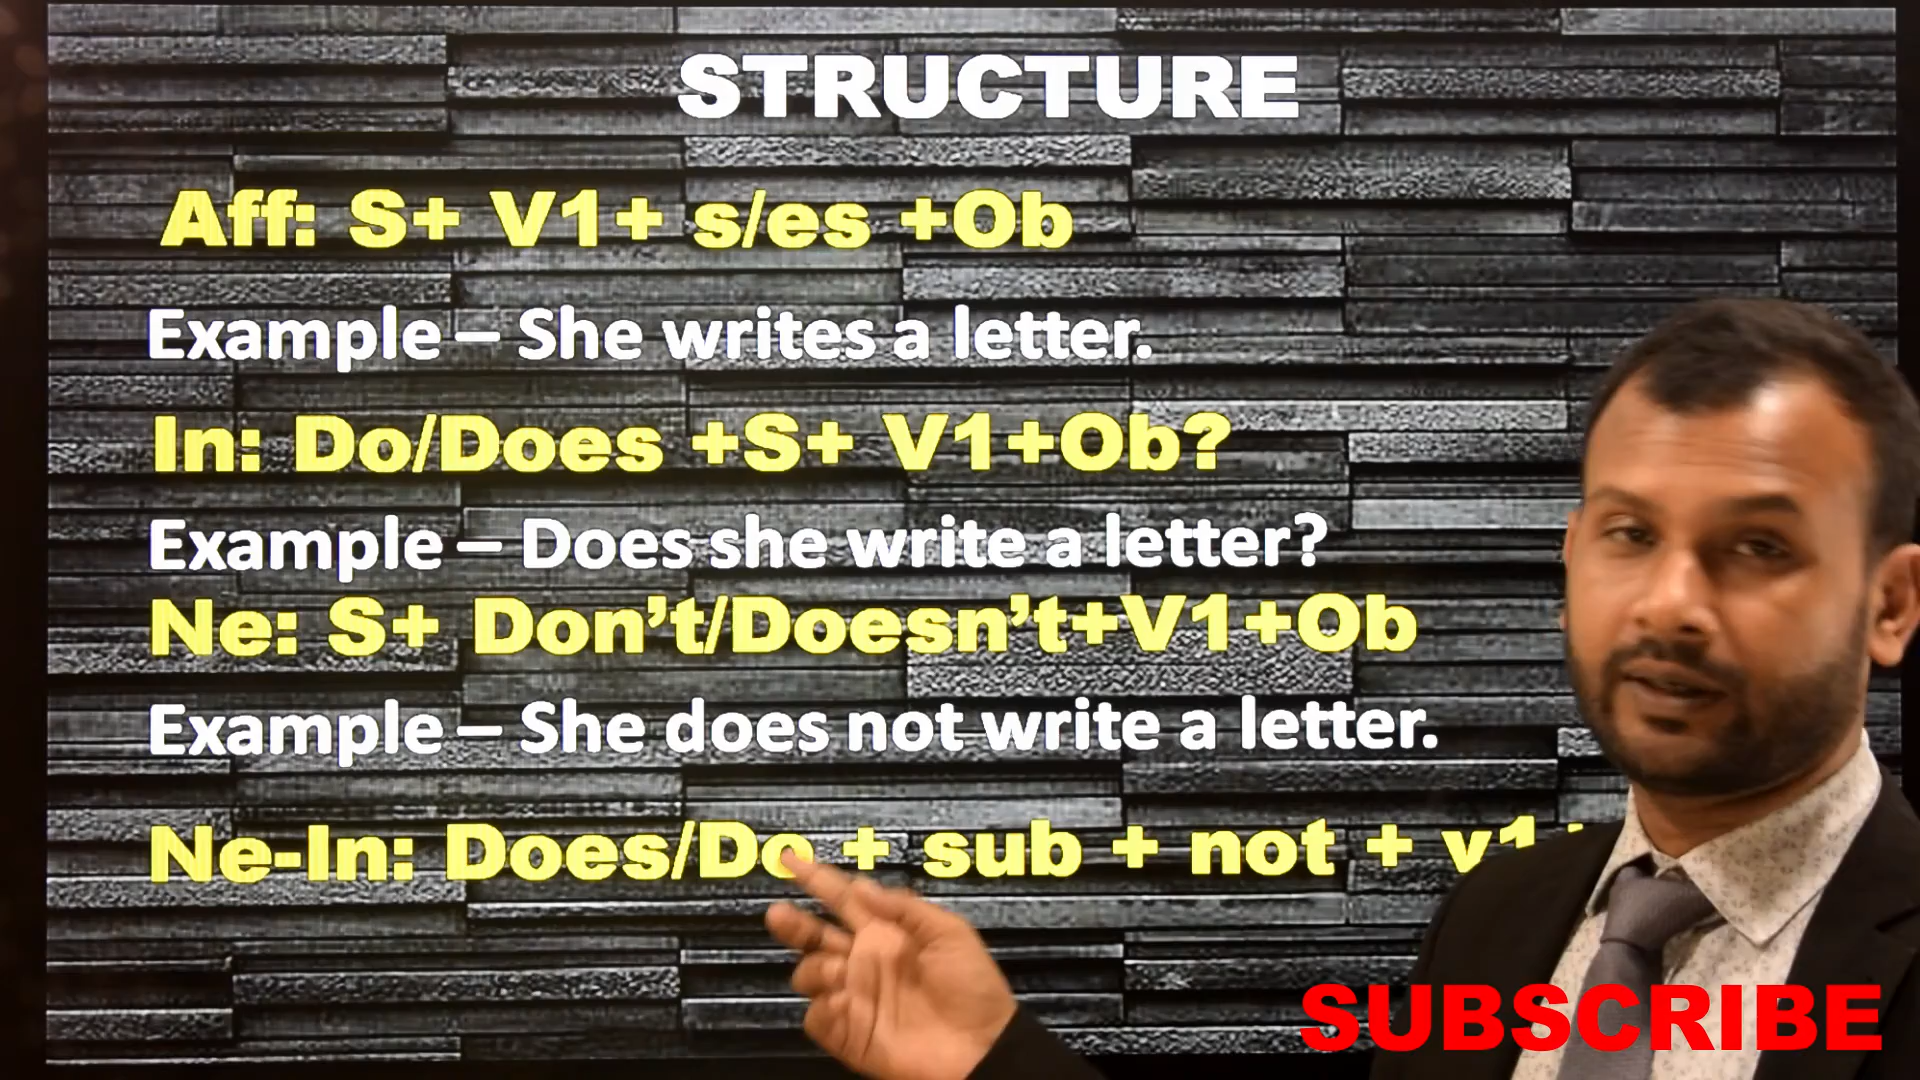 STRUCTURE
Aff: S+ V1+ s/es +Ob
Example – She writes a letter.
In: Do/Does +S+ V1+Ob?
Example – Does she write a letter?
Ne: S+ Don’t/Doesn’t+V1+Ob
Example – She does not write a letter.
Ne-In: Does/Do + sub + not + v1
SUBSCRIBE